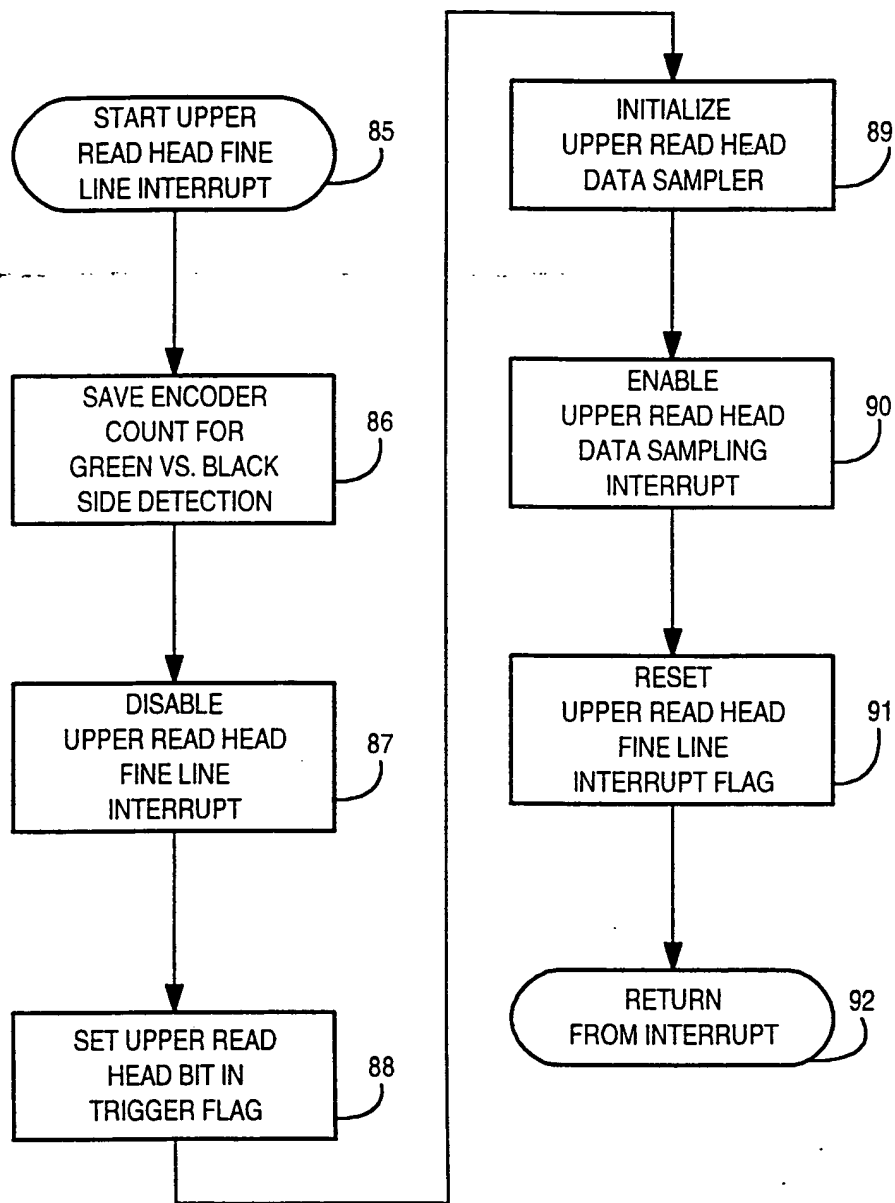 START UPPER
READ HEAD FINE
LINE INTERRUPT
85
SAVE ENCODER
COUNT FOR
GREEN VS. BLACK
SIDE DETECTION
86
DISABLE
UPPER READ HEAD
FINE LINE
INTERRUPT
87
SET UPPER READ
HEAD BIT IN
TRIGGER FLAG
88
INITIALIZE
UPPER READ HEAD
DATA SAMPLER
89
ENABLE
UPPER READ HEAD
DATA SAMPLING
INTERRUPT
90
RESET
UPPER READ HEAD
FINE LINE
INTERRUPT FLAG
91
RETURN
FROM INTERRUPT
92